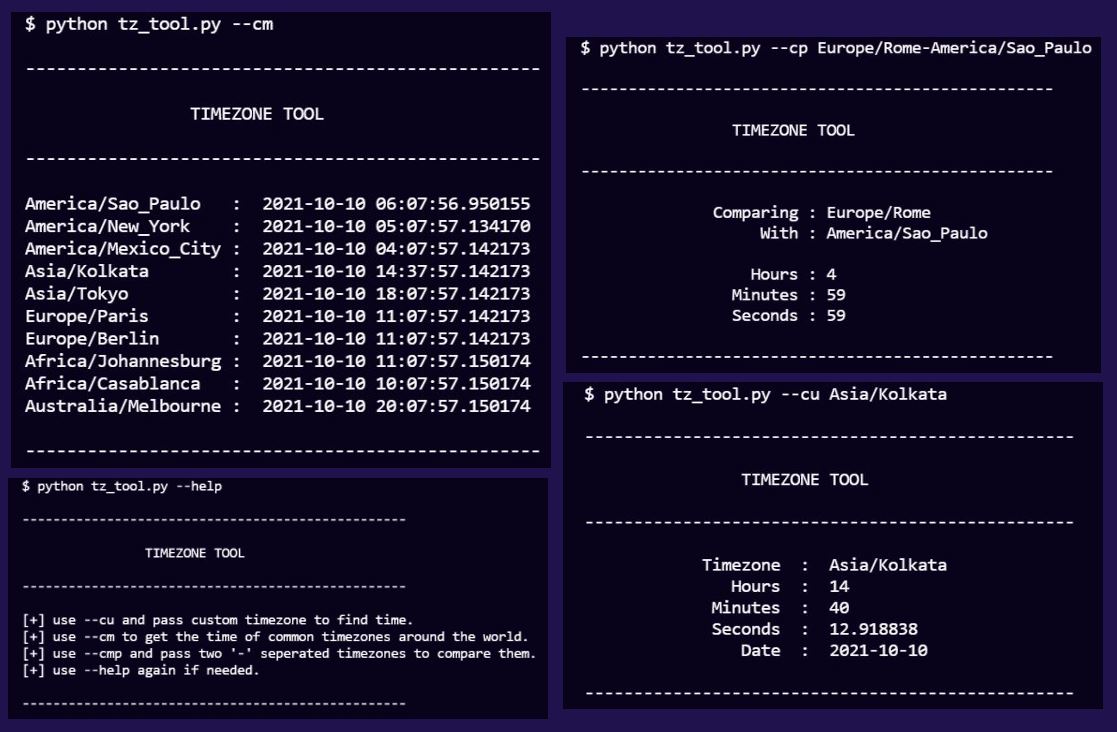 $ python tz_tool.py --cm
--------------------------------------------------
TIMEZONE TOOL
--------------------------------------------------
America/Sao_Paulo : 2021-10-10 06:07:56.950155
America/New_York : 2021-10-10 05:07:57.134170
America/Mexico_City : 2021-10-10 04:07:57.142173
Asia/Kolkata : 2021-10-10 14:37:57.142173
Asia/Tokyo : 2021-10-10 18:07:57.142173
Europe/Paris : 2021-10-10 11:07:57.142173
Europe/Berlin : 2021-10-10 11:07:57.142173
Africa/Johannesburg : 2021-10-10 11:07:57.150174
Africa/Casablanca : 2021-10-10 10:07:57.150174
Australia/Melbourne : 2021-10-10 20:07:57.150174
--------------------------------------------------
$ python tz_tool.py --help
--------------------------------------------------
TIMEZONE TOOL
--------------------------------------------------
[+] use --cu and pass custom timezone to find time.
[+] use --cm to get the time of common timezones around the world.
[+] use --cmp and pass two '-' seperated timezones to compare them.
[+] use --help again if needed.
--------------------------------------------------
$ python tz_tool.py --cp Europe/Rome-America/Sao_Paulo
--------------------------------------------------
TIMEZONE TOOL
--------------------------------------------------
Comparing : Europe/Rome
With : America/Sao_Paulo
Hours : 4
Minutes : 59
Seconds : 59
--------------------------------------------------
$ python tz_tool.py --cu Asia/Kolkata
--------------------------------------------------
TIMEZONE TOOL
--------------------------------------------------
Timezone : Asia/Kolkata
Hours : 14
Minutes : 40
Seconds : 12.918838
Date : 2021-10-10
--------------------------------------------------